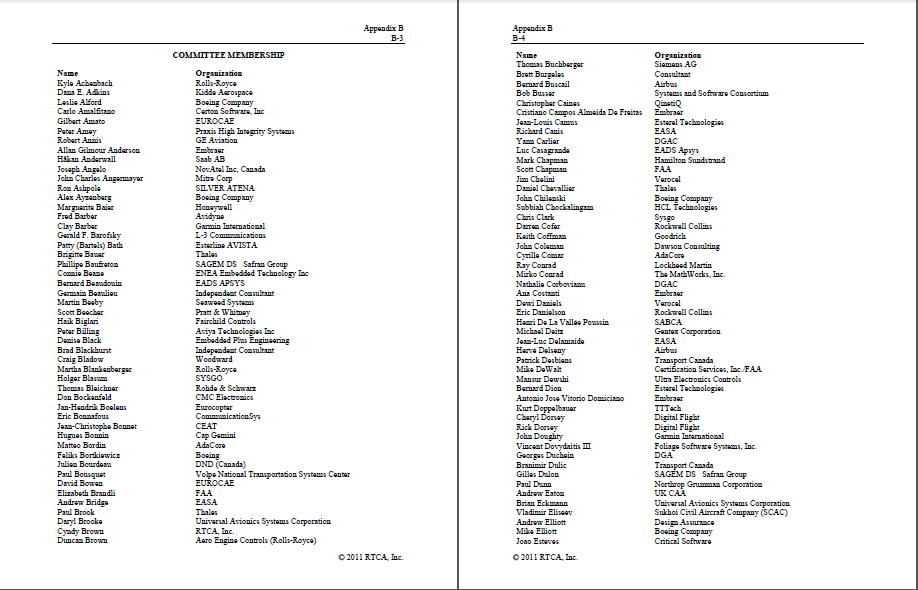 Appendix B
B-3
COMMITTEE MEMBERSHIP
Name Organization
Kyle Achenbach Rolls-Royce
Dana E. Adkins Kidde Aerospace
Leslie Alford Boeing Company
Carlo Amalfitano Certon Software, Inc
Gilbert Amato EUROCAE
Peter Amey Praxis High Integrity Systems
Robert Annis GE Aviation
Allan Gilmour Anderson Embraer
Håkan Anderwall Saab AB
Joseph Angelo NovAtel Inc, Canada
John Charles Angermayer Mitre Corp
Ron Ashpole SILVER ATENA
Alex Ayzenberg Boeing Company
Marguerite Baier Honeywell
Fred Barber Avidyne
Clay Barber Garmin International
Gerald F. Barofsky L-3 Communications
Patty (Bartels) Bath Esterline AVISTA
Brigitte Bauer Thales
Phillipe Baufreton SAGEM DS Safran Group
Connie Beane ENEA Embedded Technology Inc
Bernard Beaudouin EADS APSYS
Germain Beaulieu Independent Consultant
Martin Beeby Seaweed Systems
Scott Beecher Pratt & Whitney
Haik Biglari Fairchild Controls
Peter Billing Aviya Technologies Inc
Denise Black Embedded Plus Engineering
Brad Blackhurst Independent Consultant
Craig Bladow Woodward
Martha Blankenberger Rolls-Royce
Holger Blasum SYSGO
Thomas Bleichner Rohde & Schwarz
Don Bockenfeld CMC Electronics
Jan-Hendrik Boelens Eurocopter
Eric Bonnafous CommunicationSys
Jean-Christophe Bonnet CEAT
Hugues Bonnin Cap Gemini
Matteo Bordin AdaCore
Feliks Bortkiewicz Boeing
Julien Bourdeau DND (Canada)
Paul Bousquet Volpe National Transportation Systems Center
David Bowen EUROCAE
Elizabeth Brandli FAA
Andrew Bridge EASA
Paul Brook Thales
Daryl Brooke Universal Avionics Systems Corporation
Cyndy Brown RTCA, Inc.
Duncan Brown Aero Engine Controls (Rolls-Royce)
© 2011 RTCA, Inc.
Appendix B
B-4
Name Organization
Thomas Buchberger Siemens AG
Brett Burgeles Consultant
Bernard Buscail Airbus
Bob Busser Systems and Software Consortium
Christopher Caines QinetiQ
Cristiano Campos Almeida De Freitas Embraer
Jean-Louis Camus Esterel Technologies
Richard Canis EASA
Yann Carlier DGAC
Luc Casagrande EADS Apsys
Mark Chapman Hamilton Sundstrand
Scott Chapman FAA
Jim Chelini Verocel
Daniel Chevallier Thales
John Chilenski Boeing Company
Subbiah Chockalingam HCL Technologies
Chris Clark Sysgo
Darren Cofer Rockwell Collins
Keith Coffman Goodrich
John Coleman Dawson Consulting
Cyrille Comar AdaCore
Ray Conrad Lockheed Martin
Mirko Conrad The MathWorks, Inc.
Nathalie Corbovianu DGAC
Ana Costanti Embraer
Dewi Daniels Verocel
Eric Danielson Rockwell Collins
Henri De La Vallée Poussin SABCA
Michael Deitz Gentex Corporation
Jean-Luc Delamaide EASA
Herve Delseny Airbus
Patrick Desbiens Transport Canada
Mike DeWalt Certification Services, Inc./FAA
Mansur Dewshi Ultra Electronics Controls
Bernard Dion Esterel Technologies
Antonio Jose Vitorio Domiciano Embraer
Kurt Doppelbauer TTTech
Cheryl Dorsey Digital Flight
Rick Dorsey Digital Flight
John Doughty Garmin International
Vincent Dovydaitis III Foliage Software Systems, Inc.
Georges Duchein DGA
Branimir Dulic Transport Canada
Gilles Dulon SAGEM DS Safran Group
Paul Dunn Northrop Grumman Corporation
Andrew Eaton UK CAA
Brian Eckmann Universal Avionics Systems Corporation
Vladimir Eliseev Sukhoi Civil Aircraft Company (SCAC)
Andrew Elliott Design Assurance
Mike Elliott Boeing Company
Joao Esteves Critical Software
© 2011 RTCA, Inc.